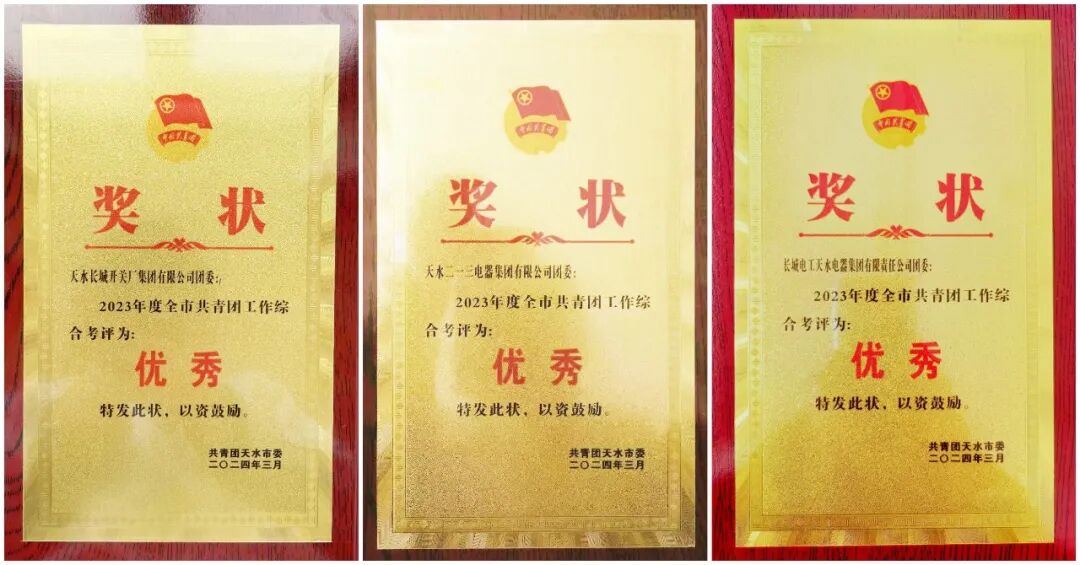 中国共青团
奖 状
天水长城开关厂集团有限公司团委:
2023年度全市共青团工作综
合考评为:
优 秀
特发此状，以资鼓励。
共青团天水市委
二〇二四年三月
中国共青团
奖 状
天水二一三电器集团有限公司团委:
2023年度全市共青团工作综
合考评为:
优 秀
特发此状，以资鼓励。
共青团天水市委
二〇二四年三月
中国共青团
奖 状
长城电工天水电器集团有限责任公司团委:
2023年度全市共青团工作综
合考评为:
优 秀
特发此状，以资鼓励。
共青团天水市委
二〇二四年三月